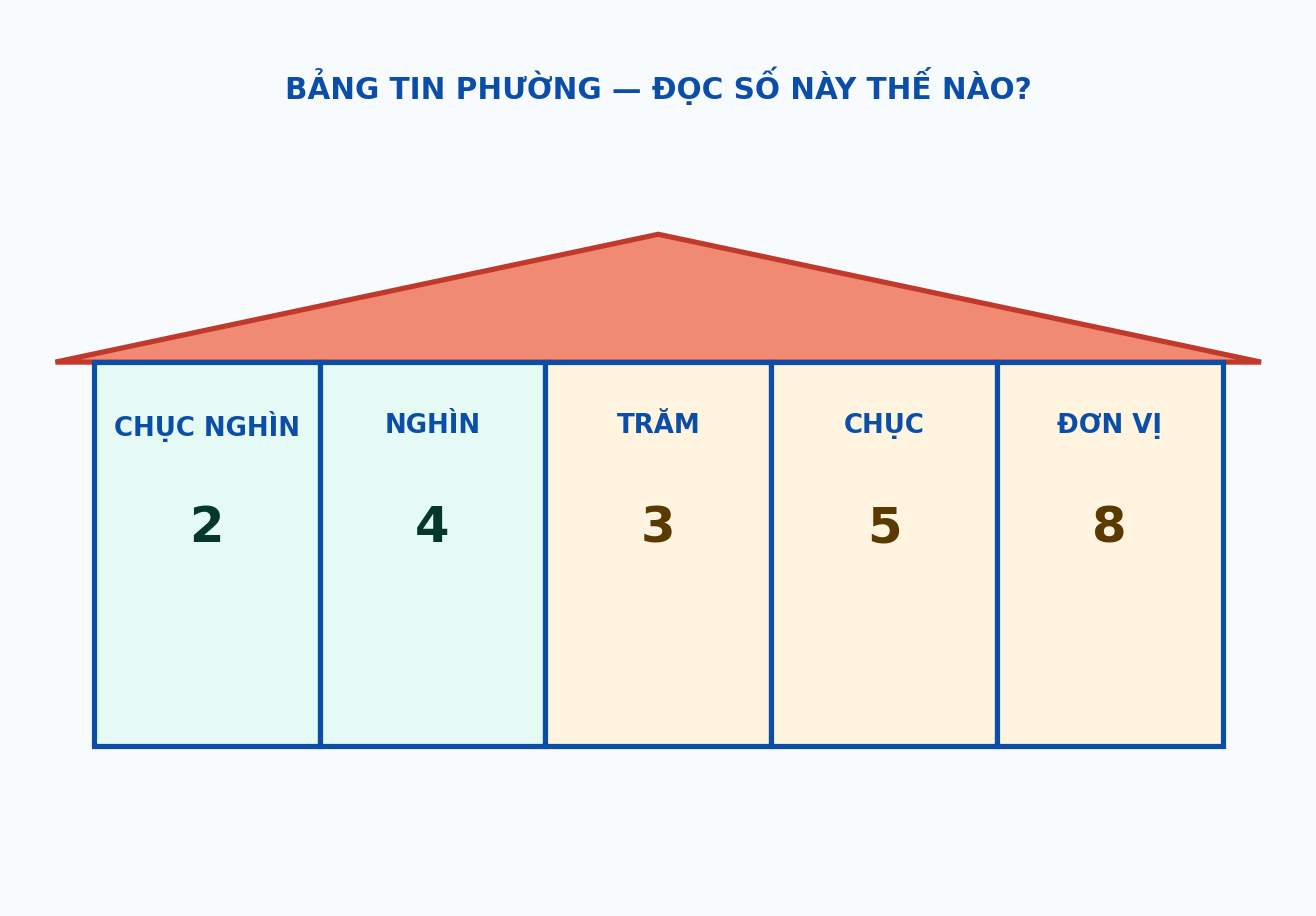 BẢNG TIN PHƯỜNG — ĐỌC SỐ NÀY THẾ NÀO?
CHỤC NGHÌN NGHÌN TRĂM CHỤC ĐƠN VỊ
2 4 3 5 8